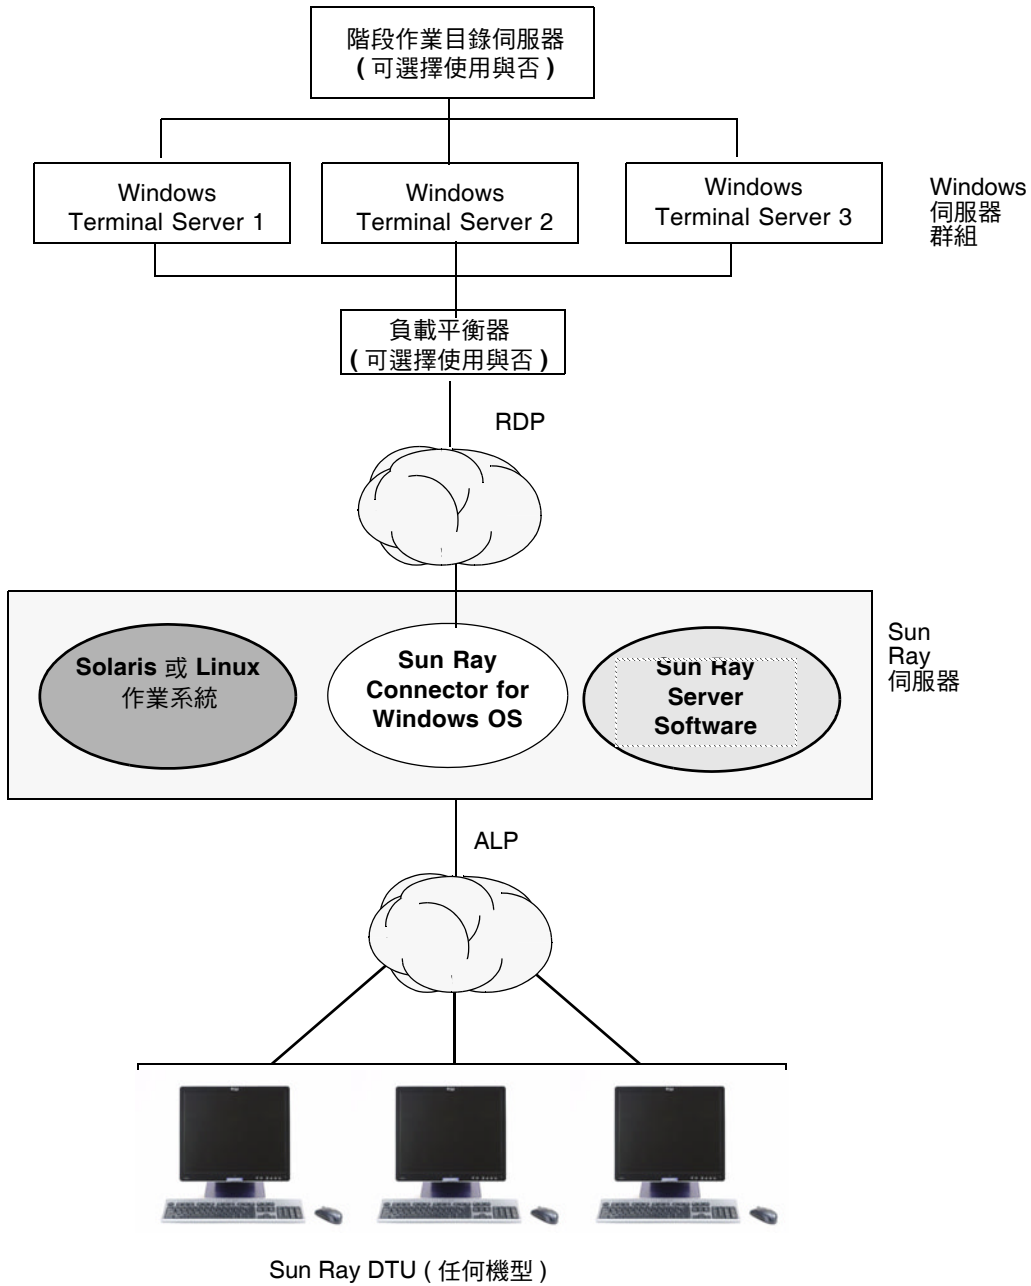 階段作業目錄伺服器
( 可選擇使用與否 )
Windows
Terminal Server 1
Windows
Terminal Server 2
Windows
Terminal Server 3
Windows
伺服器
群組
負載平衡器
( 可選擇使用與否 )
RDP
Solaris 或 Linux
作業系統
Sun Ray
Connector for
Windows OS
Sun Ray
Server
Software
Sun
Ray
伺服器
ALP
Sun Ray DTU ( 任何機型 )